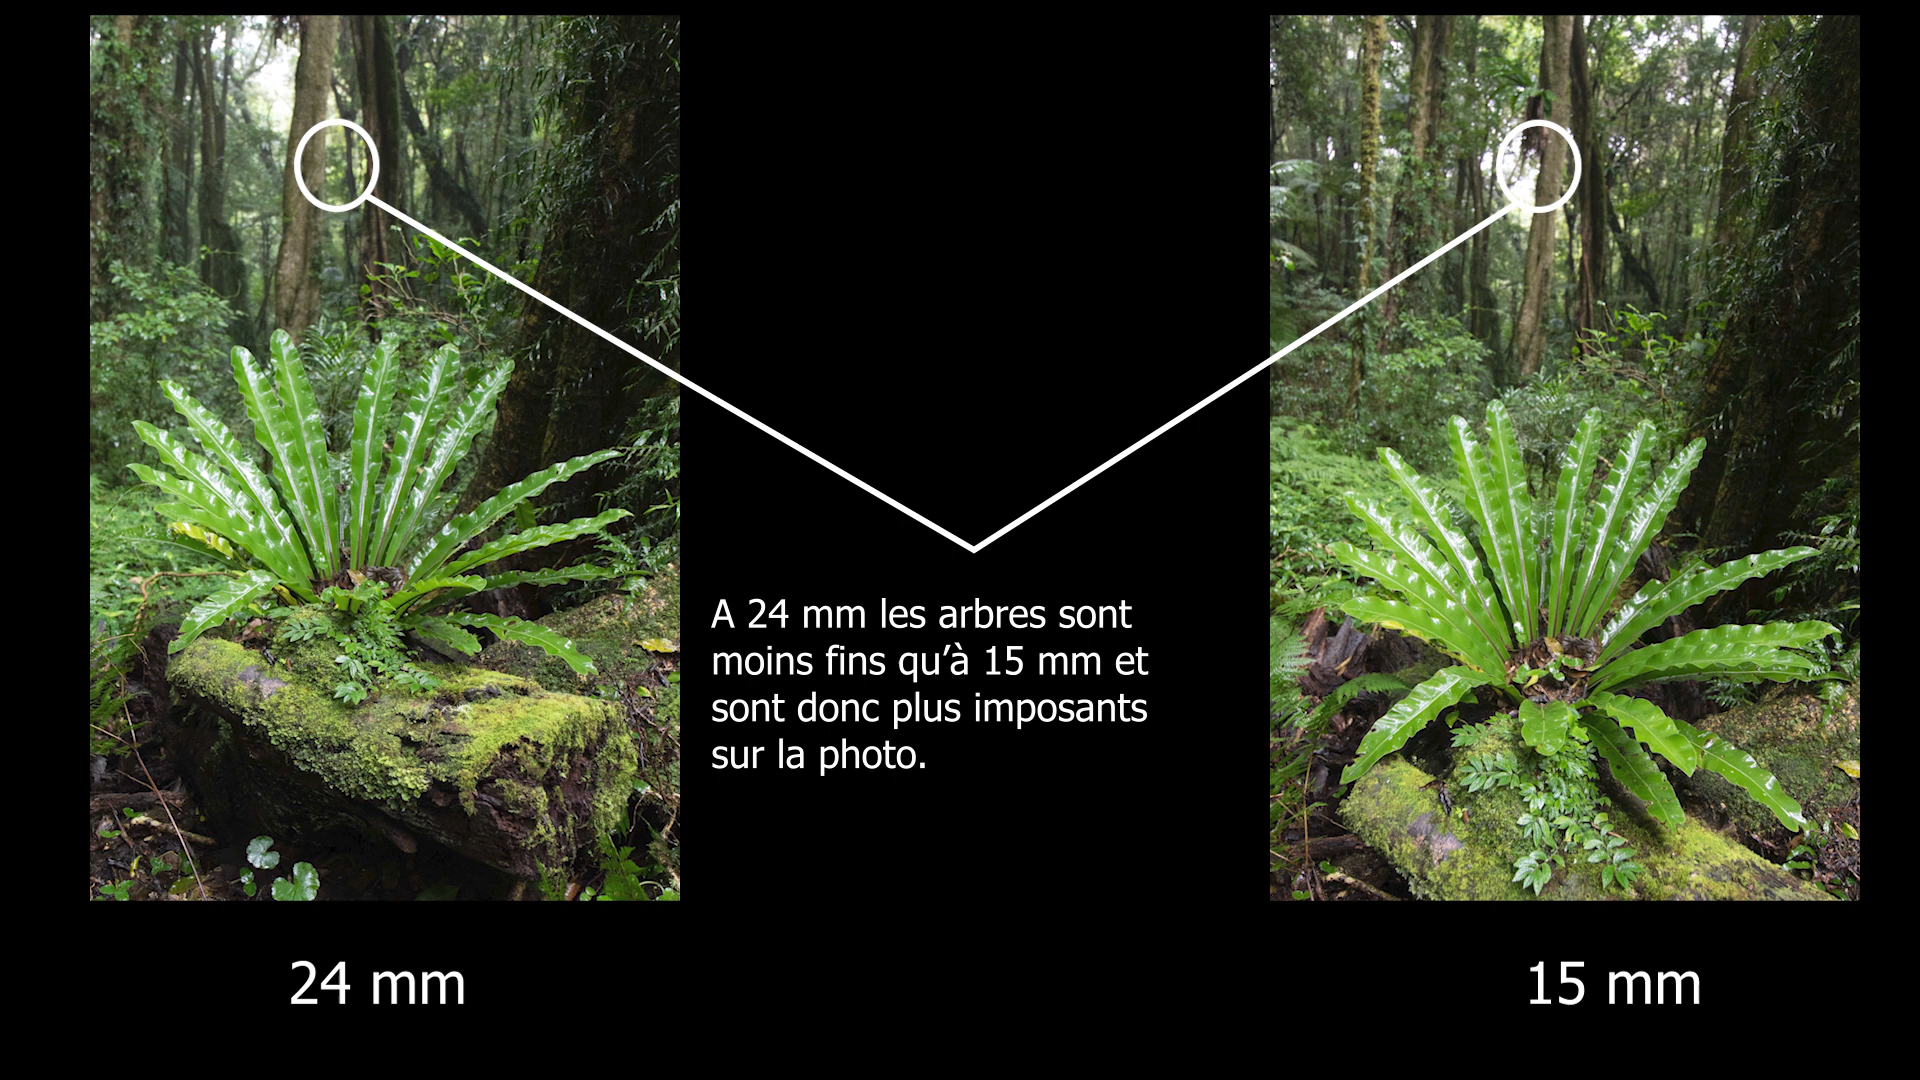 A 24 mm les arbres sont
moins fins qu’à 15 mm et
sont donc plus imposants
sur la photo.
24 mm
15 mm